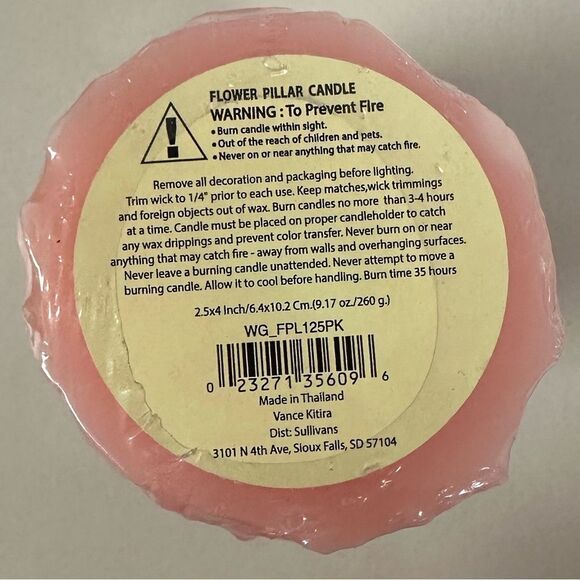 FLOWER PILLAR CANDLE
WARNING : To Prevent Fire
• Burn candle within sight.
• Out of the reach of children and pets.
• Never on or near anything that may catch fire.
Remove all decoration and packaging before lighting.
Trim wick to 1/4" prior to each use. Keep matches,wick trimmings
and foreign objects out of wax. Burn candles no more than 3-4 hours
at a time. Candle must be placed on proper candleholder to catch
any wax drippings and prevent color transfer. Never burn on or near
anything that may catch fire - away from walls and overhanging surfaces.
Never leave a burning candle unattended. Never attempt to move a
burning candle. Allow it to cool before handling. Burn time 35 hours
2.5x4 Inch/6.4x10.2 Cm.(9.17 oz./260 g.)
WG_FPL125PK
0 23271 35609 6
Made in Thailand
Vance Kitira
Dist: Sullivans
3101 N 4th Ave, Sioux Falls, SD 57104